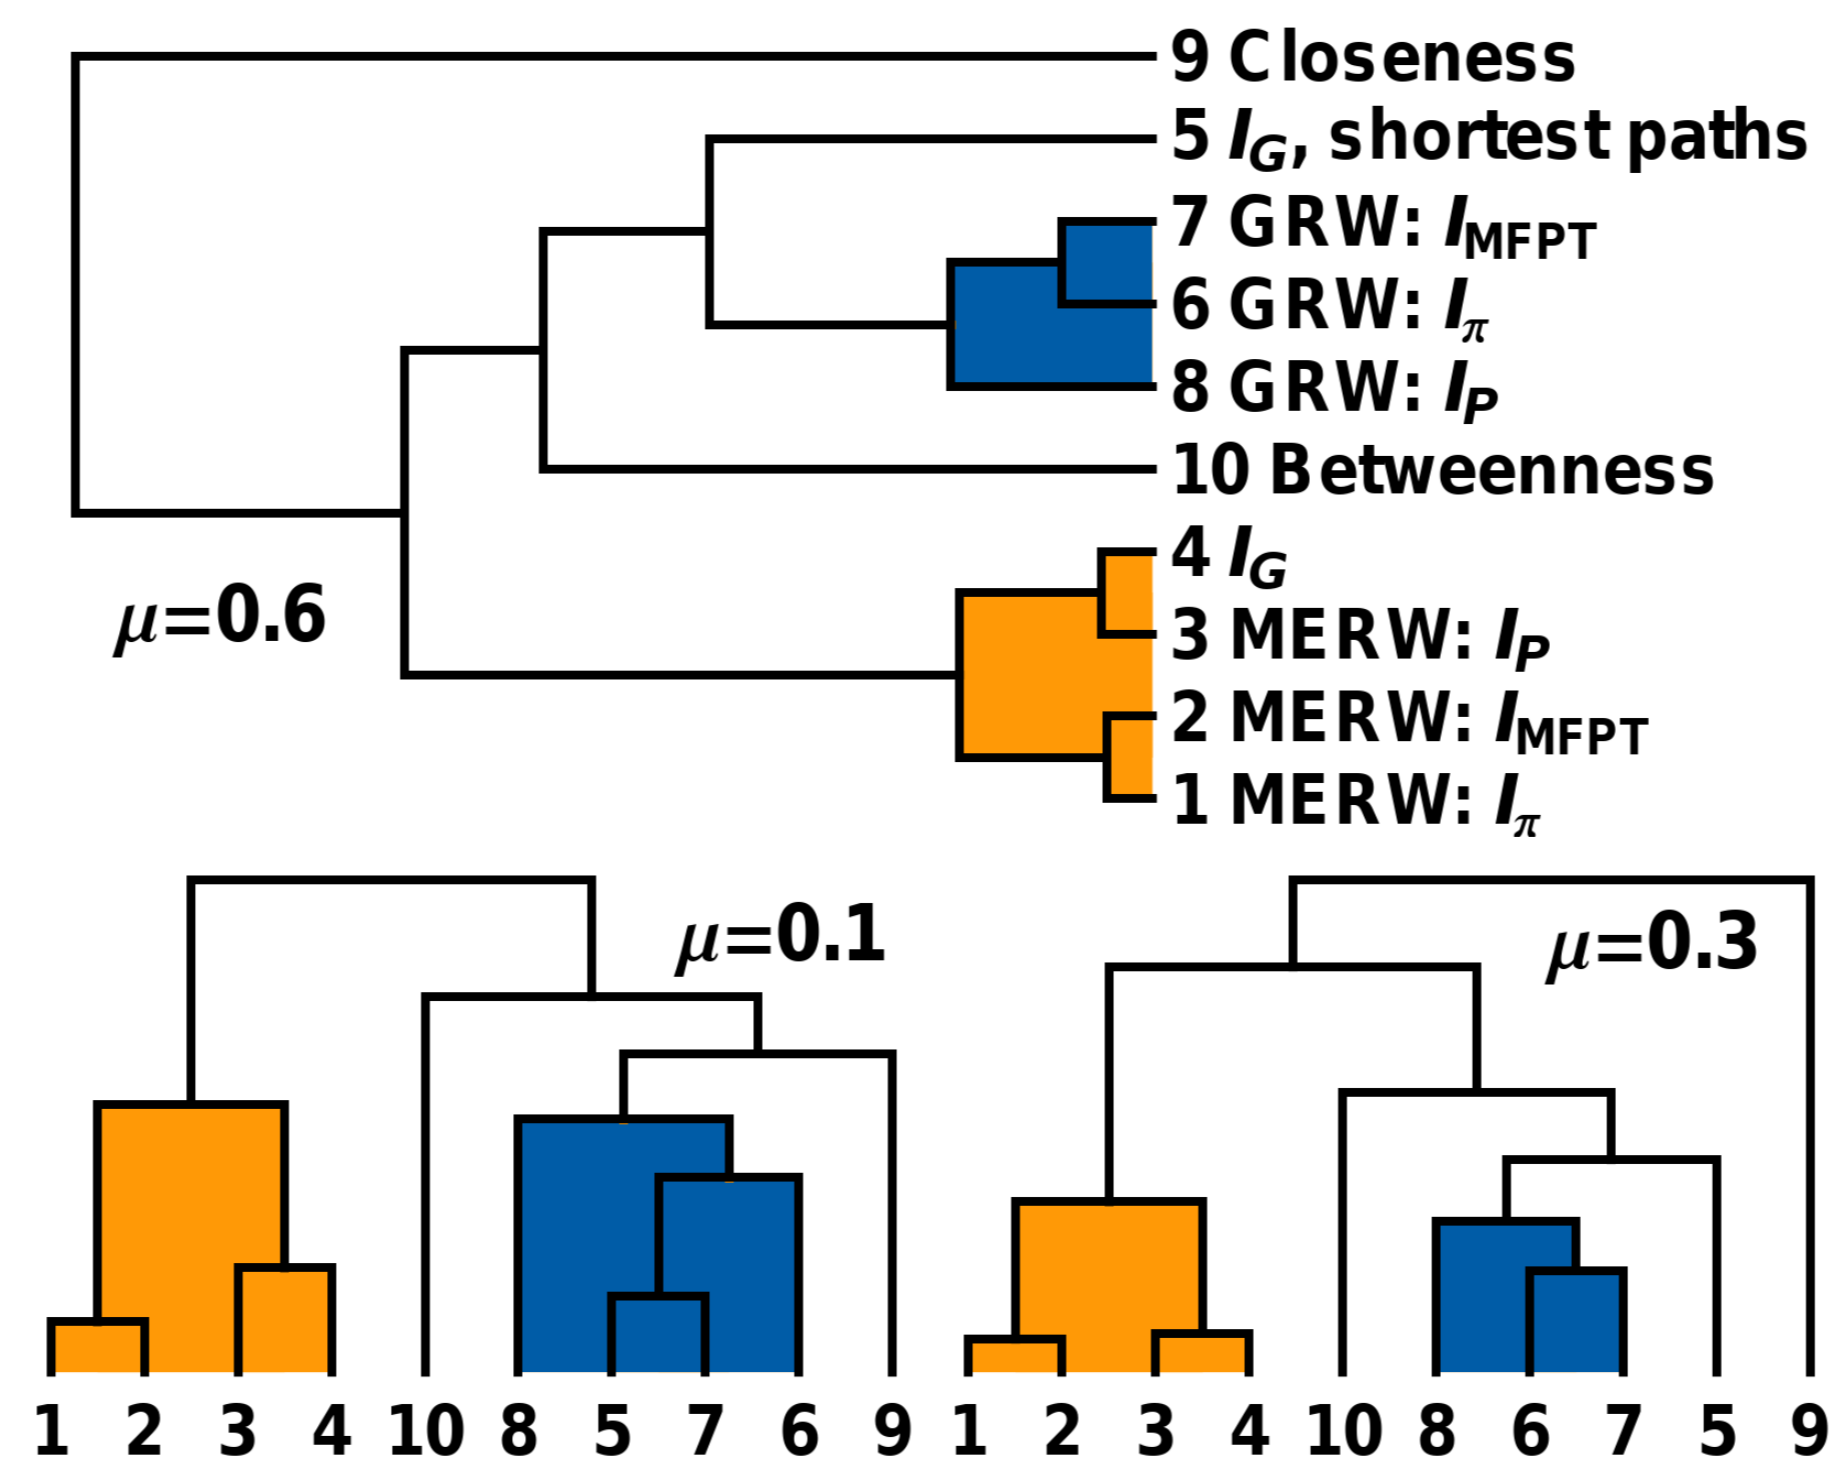 9 Closeness
5 I_G, shortest paths
7 GRW: I_MFPT
6 GRW: I_π
8 GRW: I_P
10 Betweenness
4 I_G
μ=0.6
3 MERW: I_P
2 MERW: I_MFPT
1 MERW: I_π
μ=0.1
μ=0.3
1 2 3 4 10 8 5 7 6 9 1 2 3 4 10 8 6 7 5 9